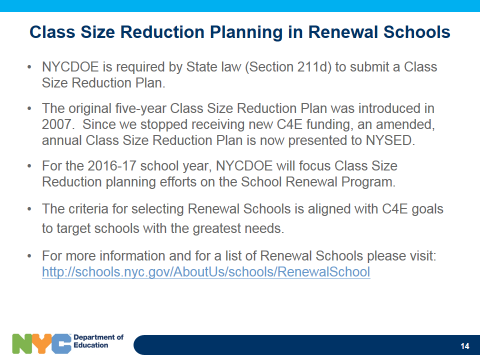 Class Size Reduction Planning in Renewal Schools
• NYCDOE is required by State law (Section 211d) to submit a Class
Size Reduction Plan.
• The original five-year Class Size Reduction Plan was introduced in
2007.  Since we stopped receiving new C4E funding, an amended,
annual Class Size Reduction Plan is now presented to NYSED.
• For the 2016-17 school year, NYCDOE will focus Class Size
Reduction planning efforts on the School Renewal Program.
• The criteria for selecting Renewal Schools is aligned with C4E goals
to target schools with the greatest needs.
• For more information and for a list of Renewal Schools please visit:
http://schools.nyc.gov/AboutUs/schools/RenewalSchool
NYC
Department of
Education
14